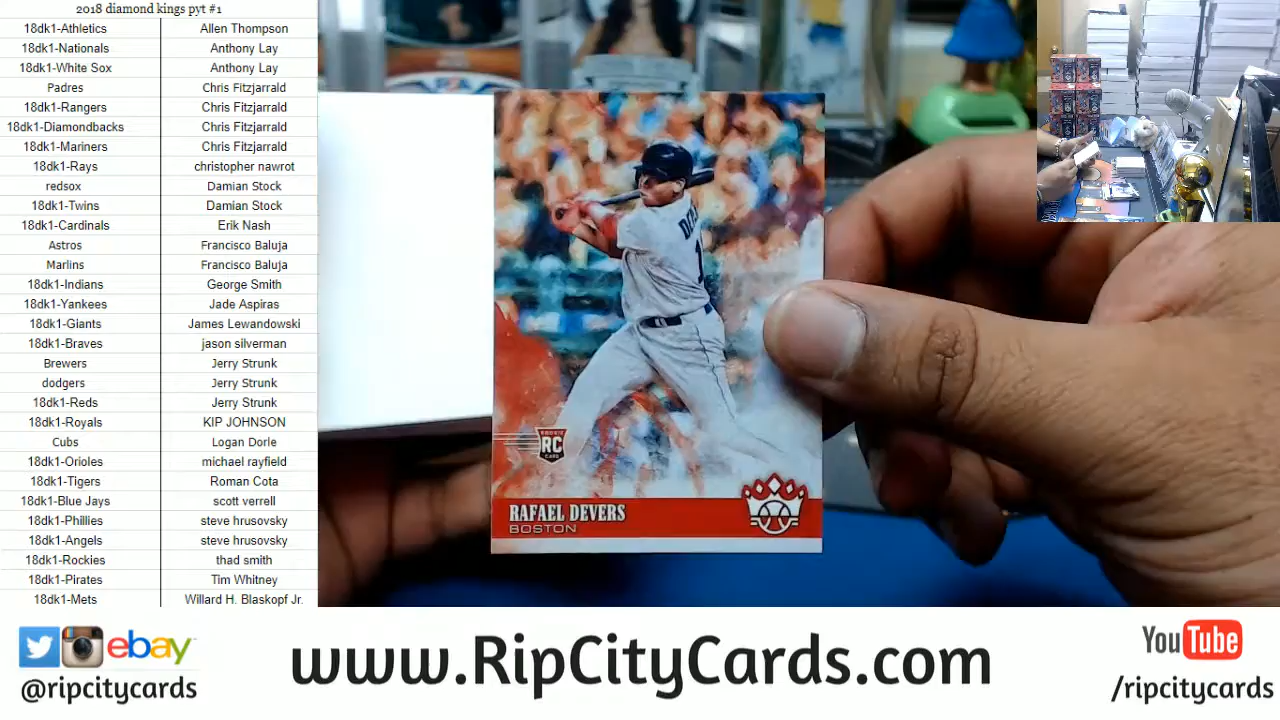 2018 diamond kings pyt #1
18dk1-Athletics Allen Thompson
18dk1-Nationals Anthony Lay
18dk1-White Sox Anthony Lay
Padres Chris Fitzjarrald
18dk1-Rangers Chris Fitzjarrald
18dk1-Diamondbacks Chris Fitzjarrald
18dk1-Mariners Chris Fitzjarrald
18dk1-Rays christopher nawrot
redsox Damian Stock
18dk1-Twins Damian Stock
18dk1-Cardinals Erik Nash
Astros Francisco Baluja
Marlins Francisco Baluja
18dk1-Indians George Smith
18dk1-Yankees Jade Aspiras
18dk1-Giants James Lewandowski
18dk1-Braves jason silverman
Brewers Jerry Strunk
dodgers Jerry Strunk
18dk1-Reds Jerry Strunk
18dk1-Royals KIP JOHNSON
Cubs Logan Dorle
18dk1-Orioles michael rayfield
18dk1-Tigers Roman Cota
18dk1-Blue Jays scott verrell
18dk1-Phillies steve hrusovsky
18dk1-Angels steve hrusovsky
18dk1-Rockies thad smith
18dk1-Pirates Tim Whitney
18dk1-Mets Willard H. Blaskopf Jr.
ROOKIE
RC
CARD
RAFAEL DEVERS
BOSTON
ebay
@ripcitycards
www.RipCityCards.com
YouTube
/ripcitycards